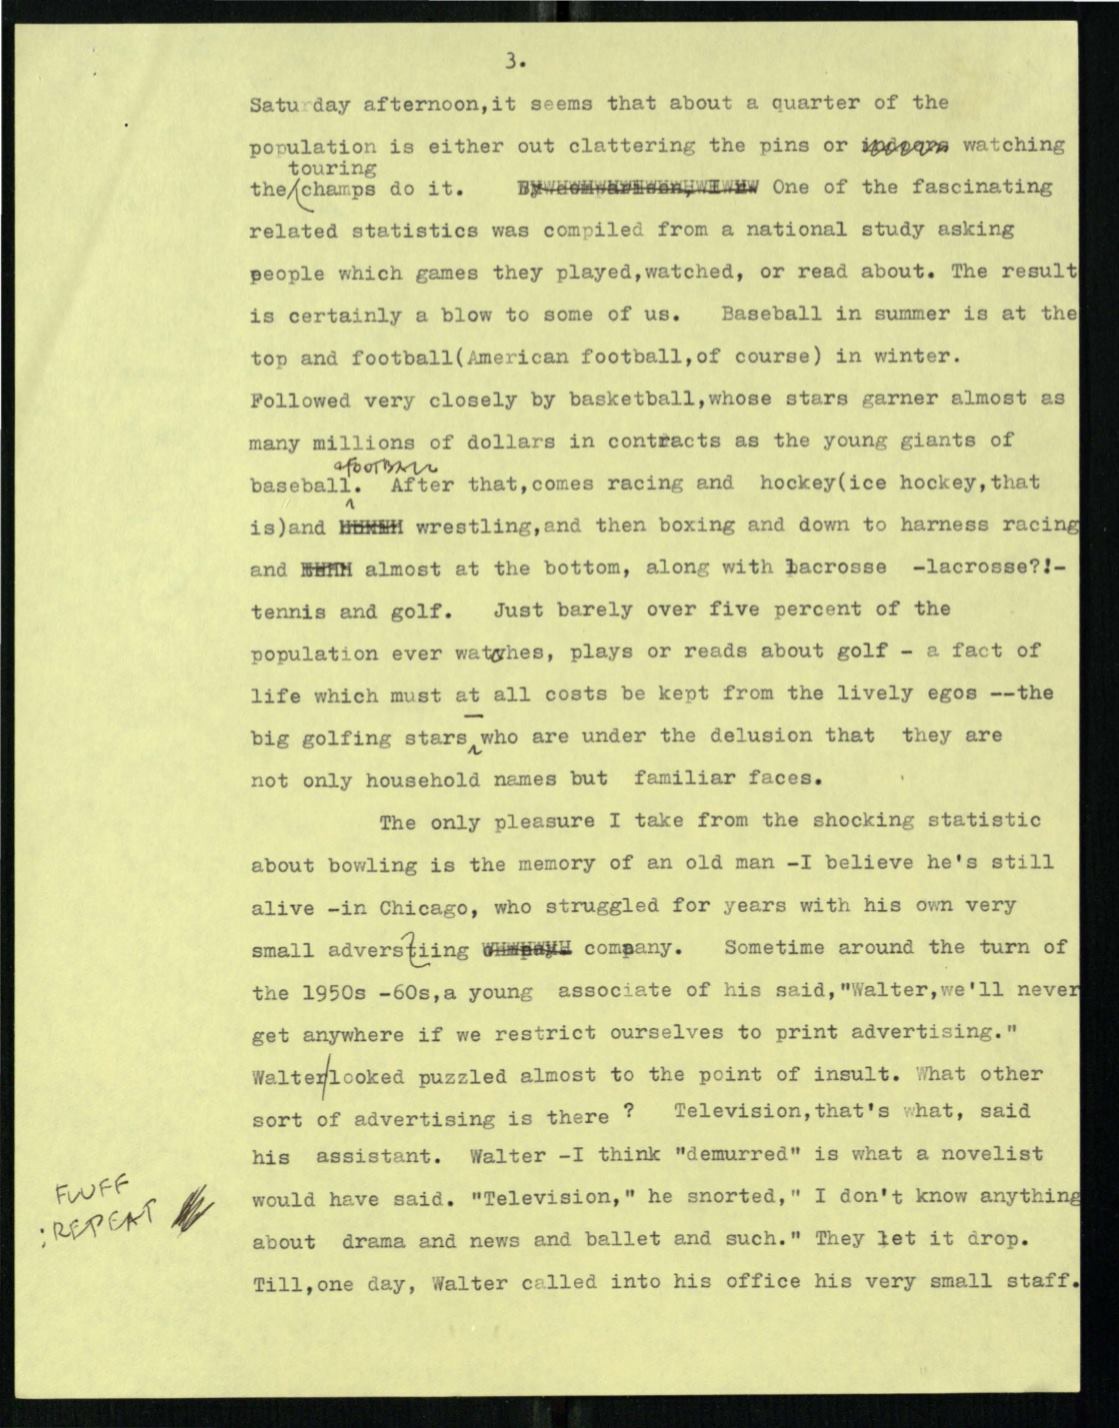 3.
Saturday afternoon,it seems that about a quarter of the
population is either out clattering the pins or indoors watching
touring
the champs do it. One of the fascinating
related statistics was compiled from a national study asking
people which games they played,watched, or read about. The result
is certainly a blow to some of us. Baseball in summer is at the
top and football(American football,of course) in winter.
Followed very closely by basketball,whose stars garner almost as
many millions of dollars in contracts as the young giants of
&football
baseball. After that,comes racing and hockey(ice hockey,that
is)and wrestling,and then boxing and down to harness racing
and almost at the bottom, along with lacrosse -lacrosse?!-
tennis and golf. Just barely over five percent of the
population ever watches, plays or reads about golf - a fact of
life which must at all costs be kept from the lively egos --the
big golfing stars who are under the delusion that they are
not only household names but familiar faces.
The only pleasure I take from the shocking statistic
about bowling is the memory of an old man -I believe he's still
alive -in Chicago, who struggled for years with his own very
small adverstiing company. Sometime around the turn of
the 1950s -60s,a young associate of his said,"Walter,we'll never
get anywhere if we restrict ourselves to print advertising."
Walter/looked puzzled almost to the point of insult. What other
sort of advertising is there ? Television,that's what, said
his assistant. Walter -I think "demurred" is what a novelist
FLUFF
would have said. "Television," he snorted," I don't know anything
: REPEAT
about drama and news and ballet and such." They let it drop.
Till,one day, Walter called into his office his very small staff.